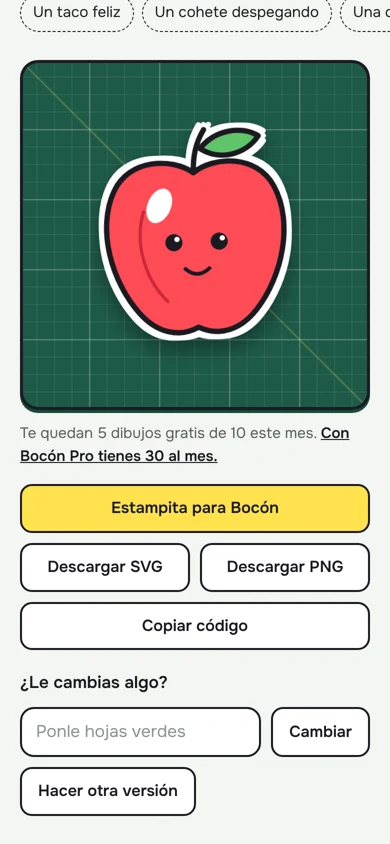 Un taco feliz
Un cohete despegando
Una
Te quedan 5 dibujos gratis de 10 este mes. Con
Bocón Pro tienes 30 al mes.
Estampita para Bocón
Descargar SVG
Descargar PNG
Copiar código
¿Le cambias algo?
Ponle hojas verdes
Cambiar
Hacer otra versión